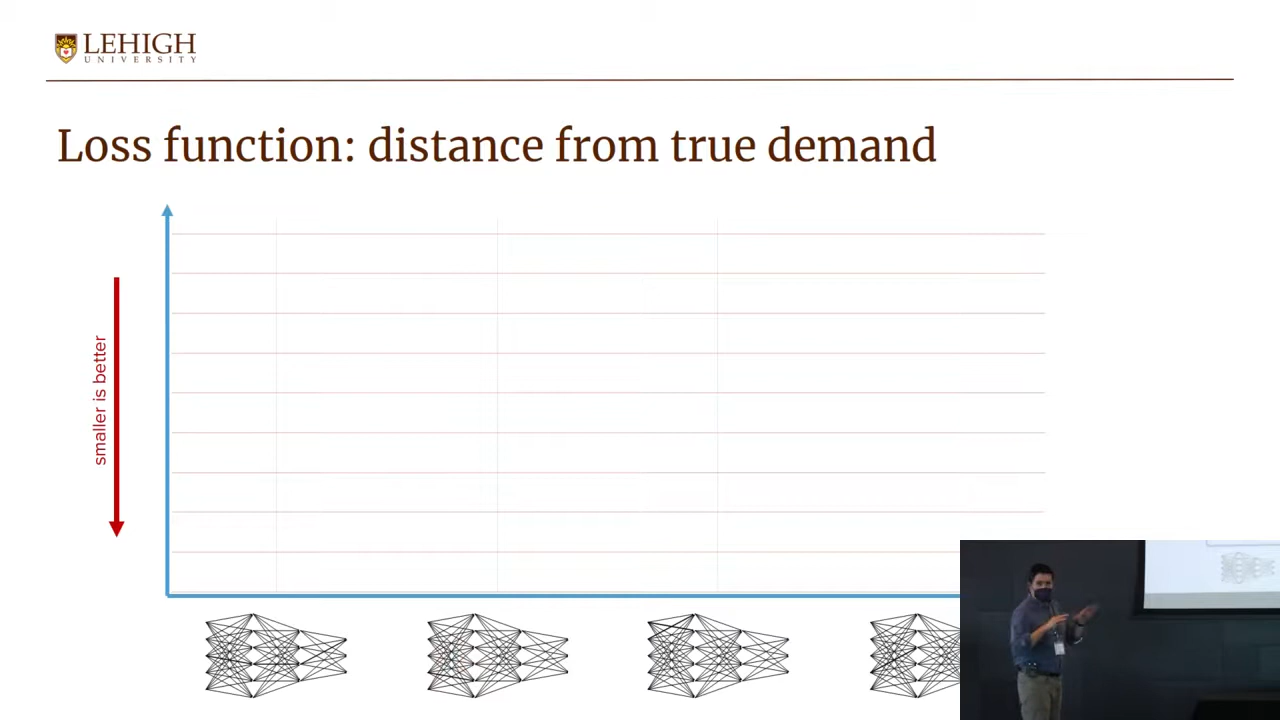 LEHIGH
UNIVERSITY
Loss function: distance from true demand
smaller is better